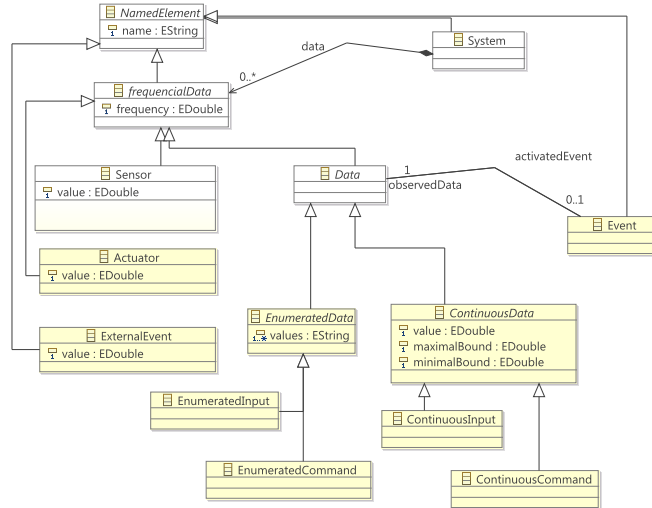 NamedElement
name : EString
System
data
0..*
frequencialData
frequency : EDouble
Sensor
value : EDouble
Data
1
observedData
activatedEvent
0..1
Event
Actuator
value : EDouble
ExternalEvent
value : EDouble
EnumeratedData
1..* values : EString
ContinuousData
value : EDouble
maximalBound : EDouble
minimalBound : EDouble
EnumeratedInput
ContinuousInput
EnumeratedCommand
ContinuousCommand